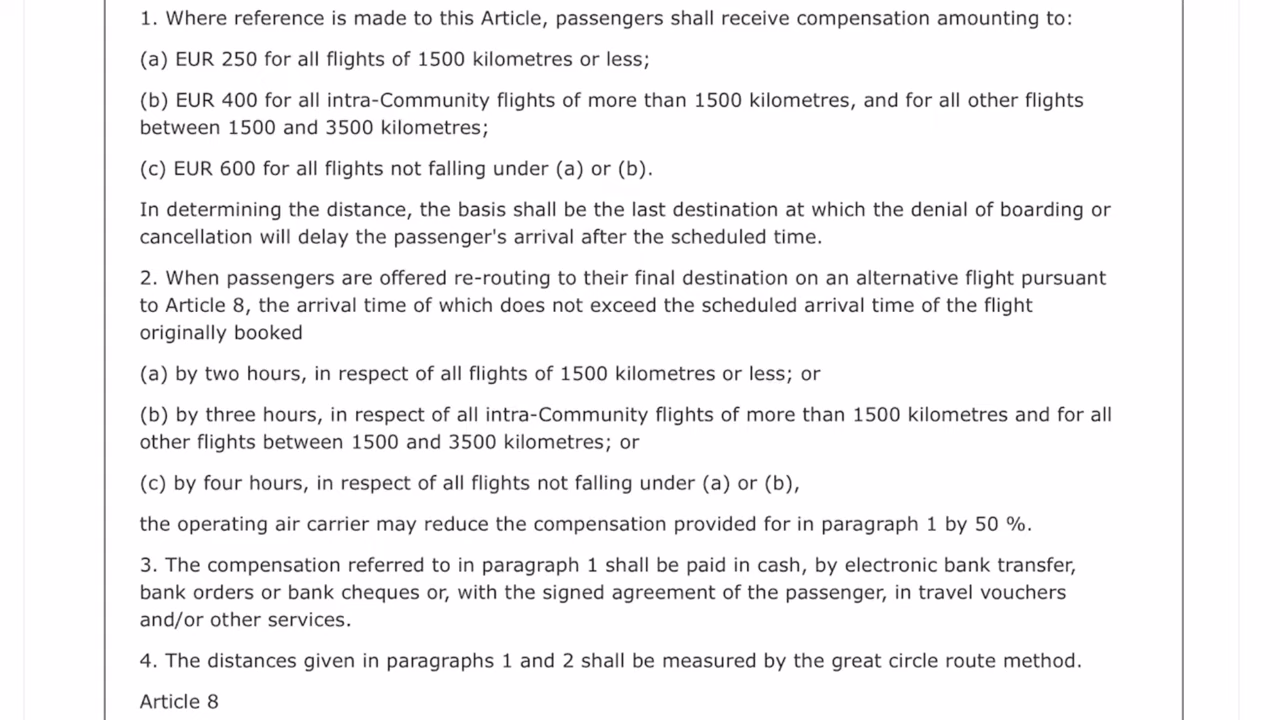 1. Where reference is made to this Article, passengers shall receive compensation amounting to:
(a) EUR 250 for all flights of 1500 kilometres or less;
(b) EUR 400 for all intra-Community flights of more than 1500 kilometres, and for all other flights
between 1500 and 3500 kilometres;
(c) EUR 600 for all flights not falling under (a) or (b).
In determining the distance, the basis shall be the last destination at which the denial of boarding or
cancellation will delay the passenger's arrival after the scheduled time.
2. When passengers are offered re-routing to their final destination on an alternative flight pursuant
to Article 8, the arrival time of which does not exceed the scheduled arrival time of the flight
originally booked
(a) by two hours, in respect of all flights of 1500 kilometres or less; or
(b) by three hours, in respect of all intra-Community flights of more than 1500 kilometres and for all
other flights between 1500 and 3500 kilometres; or
(c) by four hours, in respect of all flights not falling under (a) or (b),
the operating air carrier may reduce the compensation provided for in paragraph 1 by 50 %.
3. The compensation referred to in paragraph 1 shall be paid in cash, by electronic bank transfer,
bank orders or bank cheques or, with the signed agreement of the passenger, in travel vouchers
and/or other services.
4. The distances given in paragraphs 1 and 2 shall be measured by the great circle route method.
Article 8